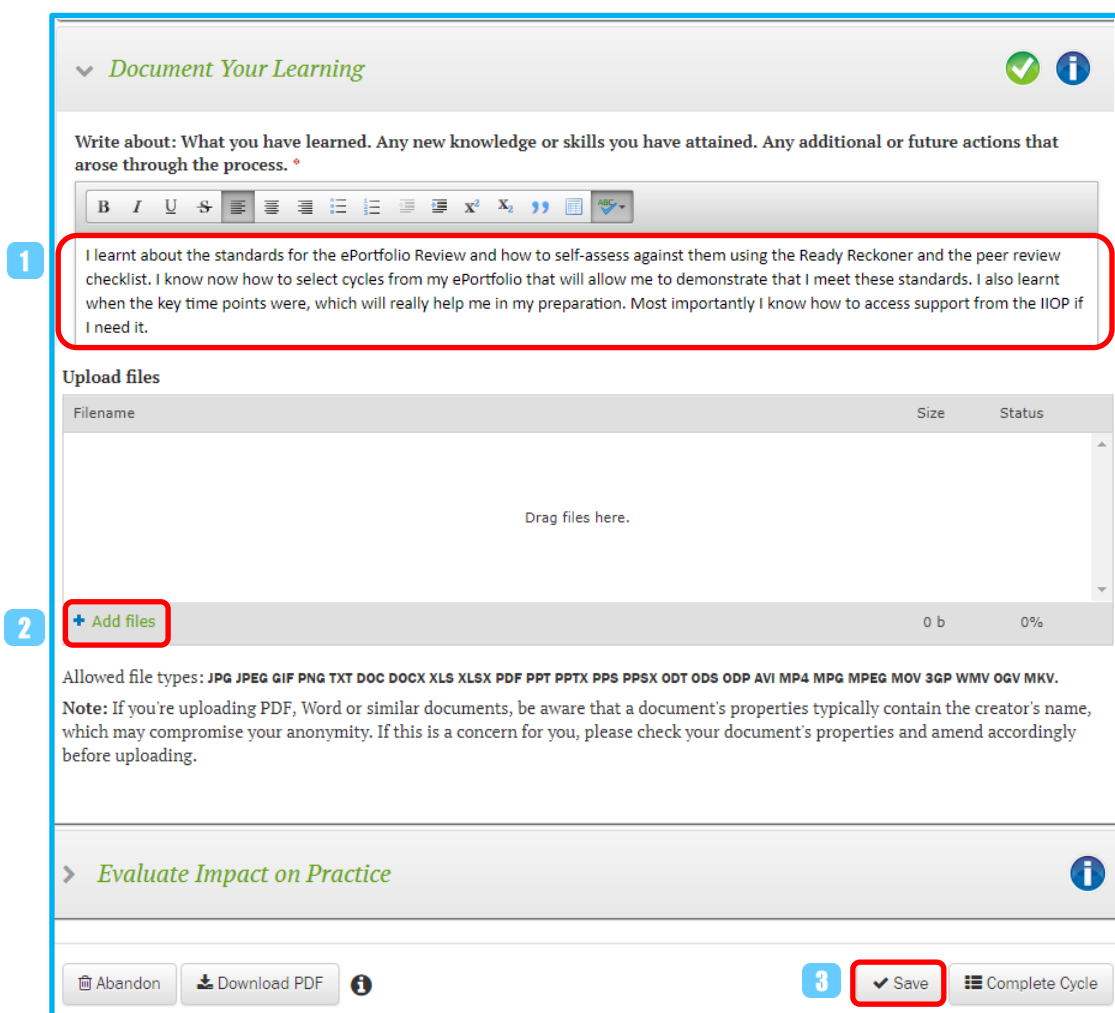 Document Your Learning
Write about: What you have learned. Any new knowledge or skills you have attained. Any additional or future actions that
arose through the process. *
B I U S x² X₂ ABC
1
I learnt about the standards for the ePortfolio Review and how to self-assess against them using the Ready Reckoner and the peer review
checklist. I know now how to select cycles from my ePortfolio that will allow me to demonstrate that I meet these standards. I also learnt
when the key time points were, which will really help me in my preparation. Most importantly I know how to access support from the IIOP if
I need it.
Upload files
Filename Size Status
Drag files here.
2
+ Add files 0 b 0%
Allowed file types: JPG JPEG GIF PNG TXT DOC DOCX XLS XLSX PDF PPT PPTX PPS PPSX ODT ODS ODP AVI MP4 MPG MPEG MOV 3GP WMV OGV MKV.
Note: If you're uploading PDF, Word or similar documents, be aware that a document's properties typically contain the creator's name,
which may compromise your anonymity. If this is a concern for you, please check your document's properties and amend accordingly
before uploading.
Evaluate Impact on Practice
Abandon Download PDF 3 Save Complete Cycle